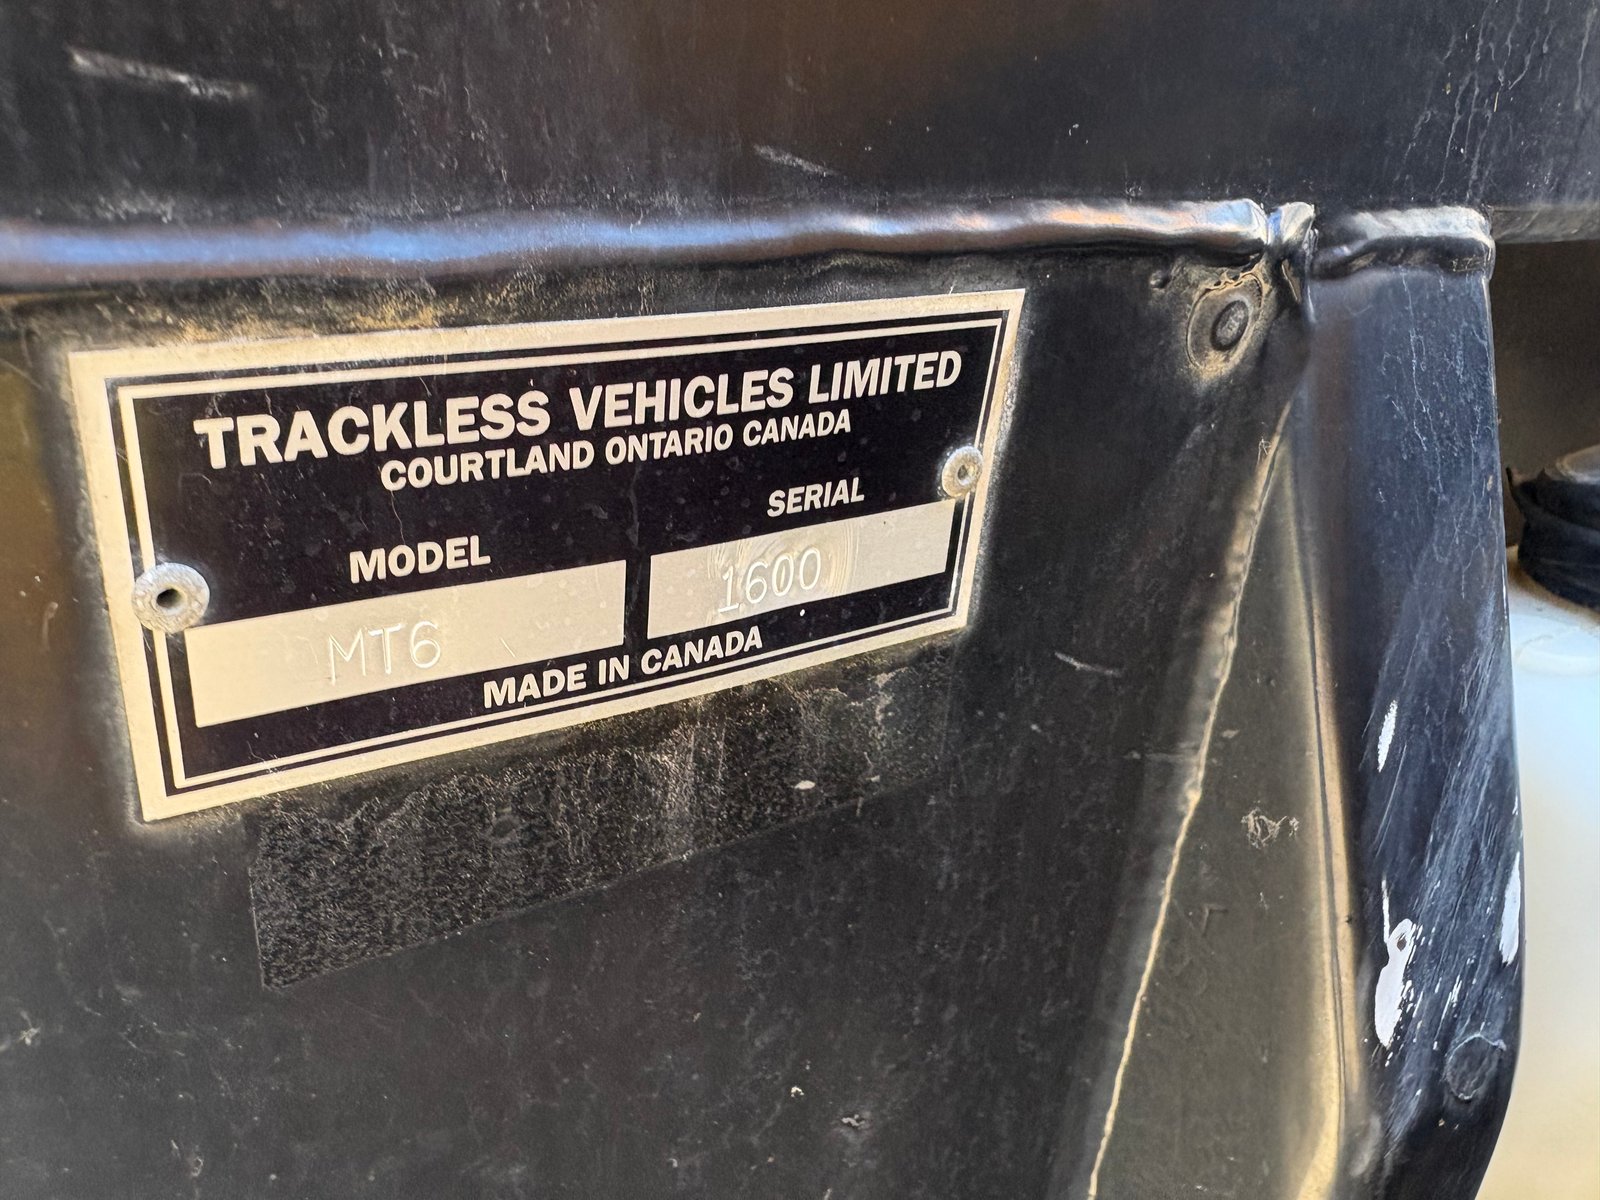 TRACKLESS VEHICLES LIMITED
COURTLAND ONTARIO CANADA
MODEL SERIAL
MT6 1600
MADE IN CANADA